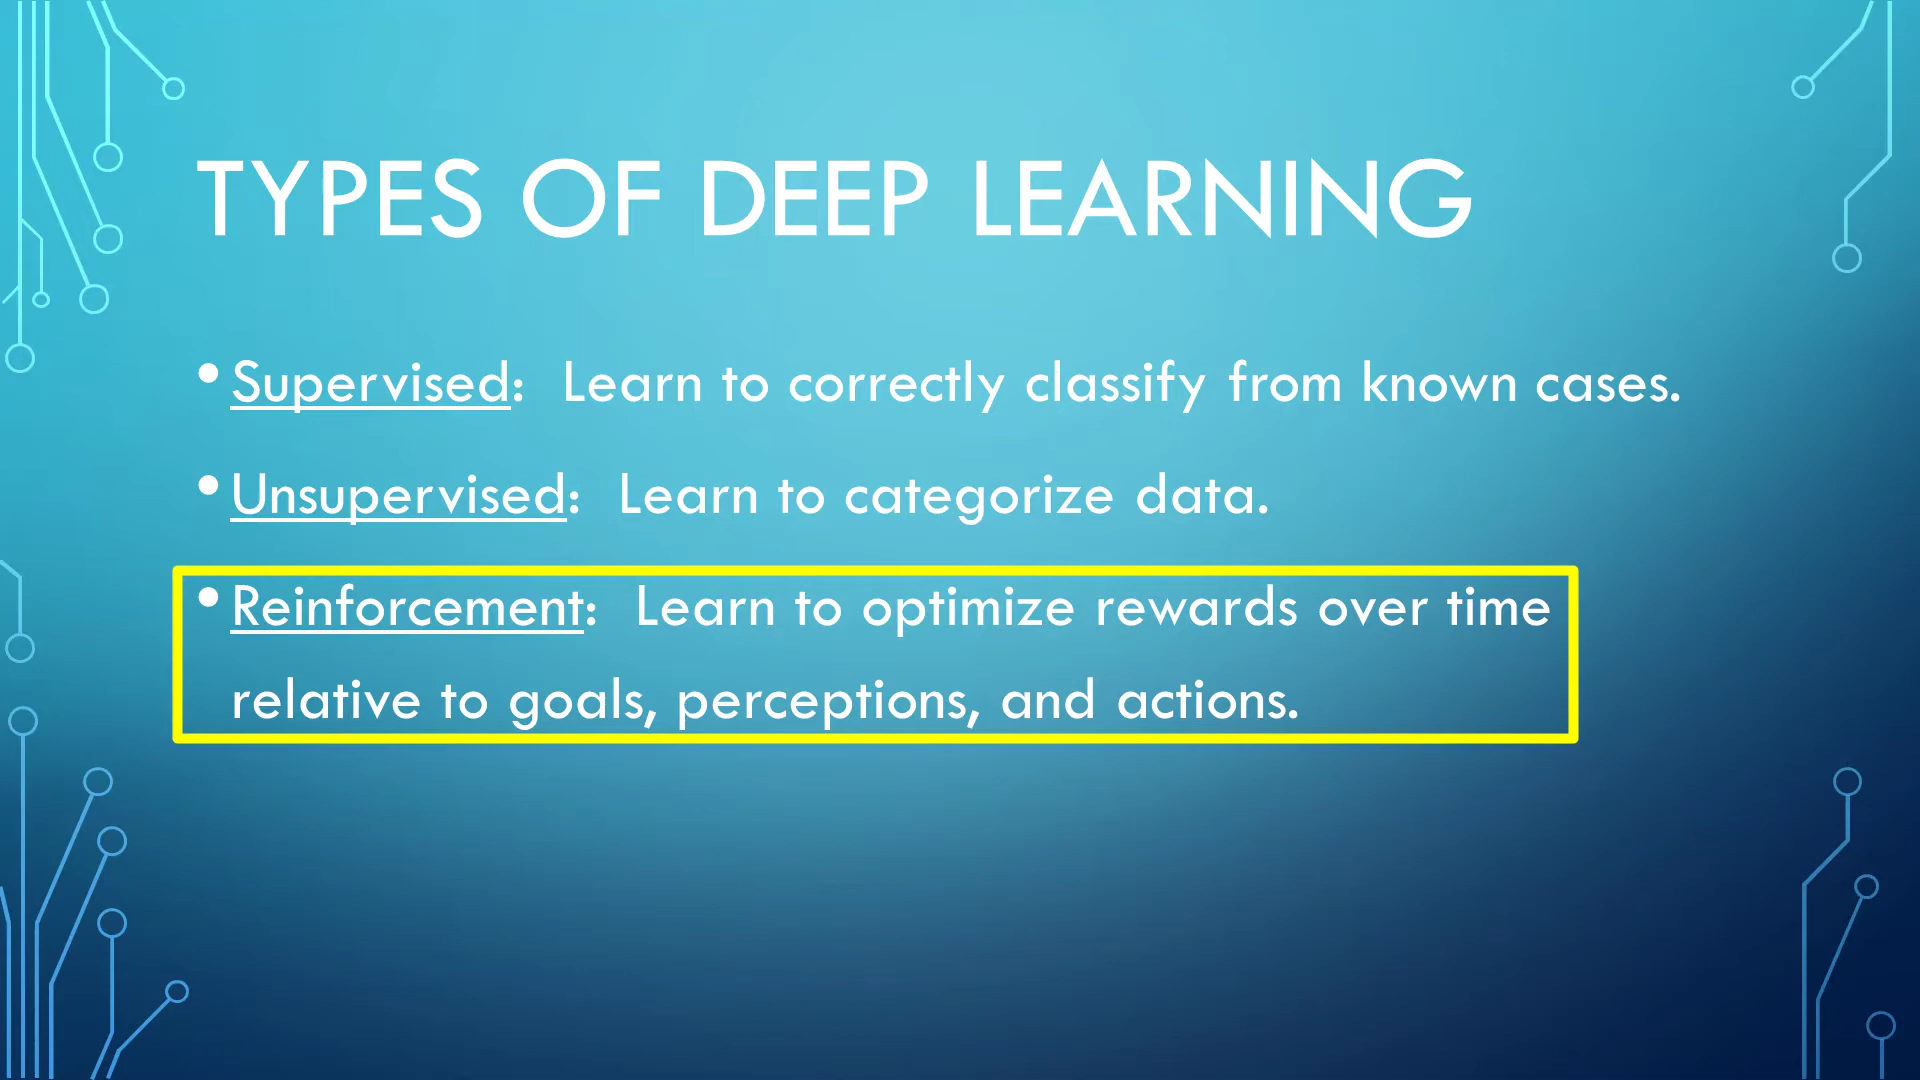 TYPES OF DEEP LEARNING
• Supervised:  Learn to correctly classify from known cases.
• Unsupervised:  Learn to categorize data.
• Reinforcement:  Learn to optimize rewards over time
relative to goals, perceptions, and actions.